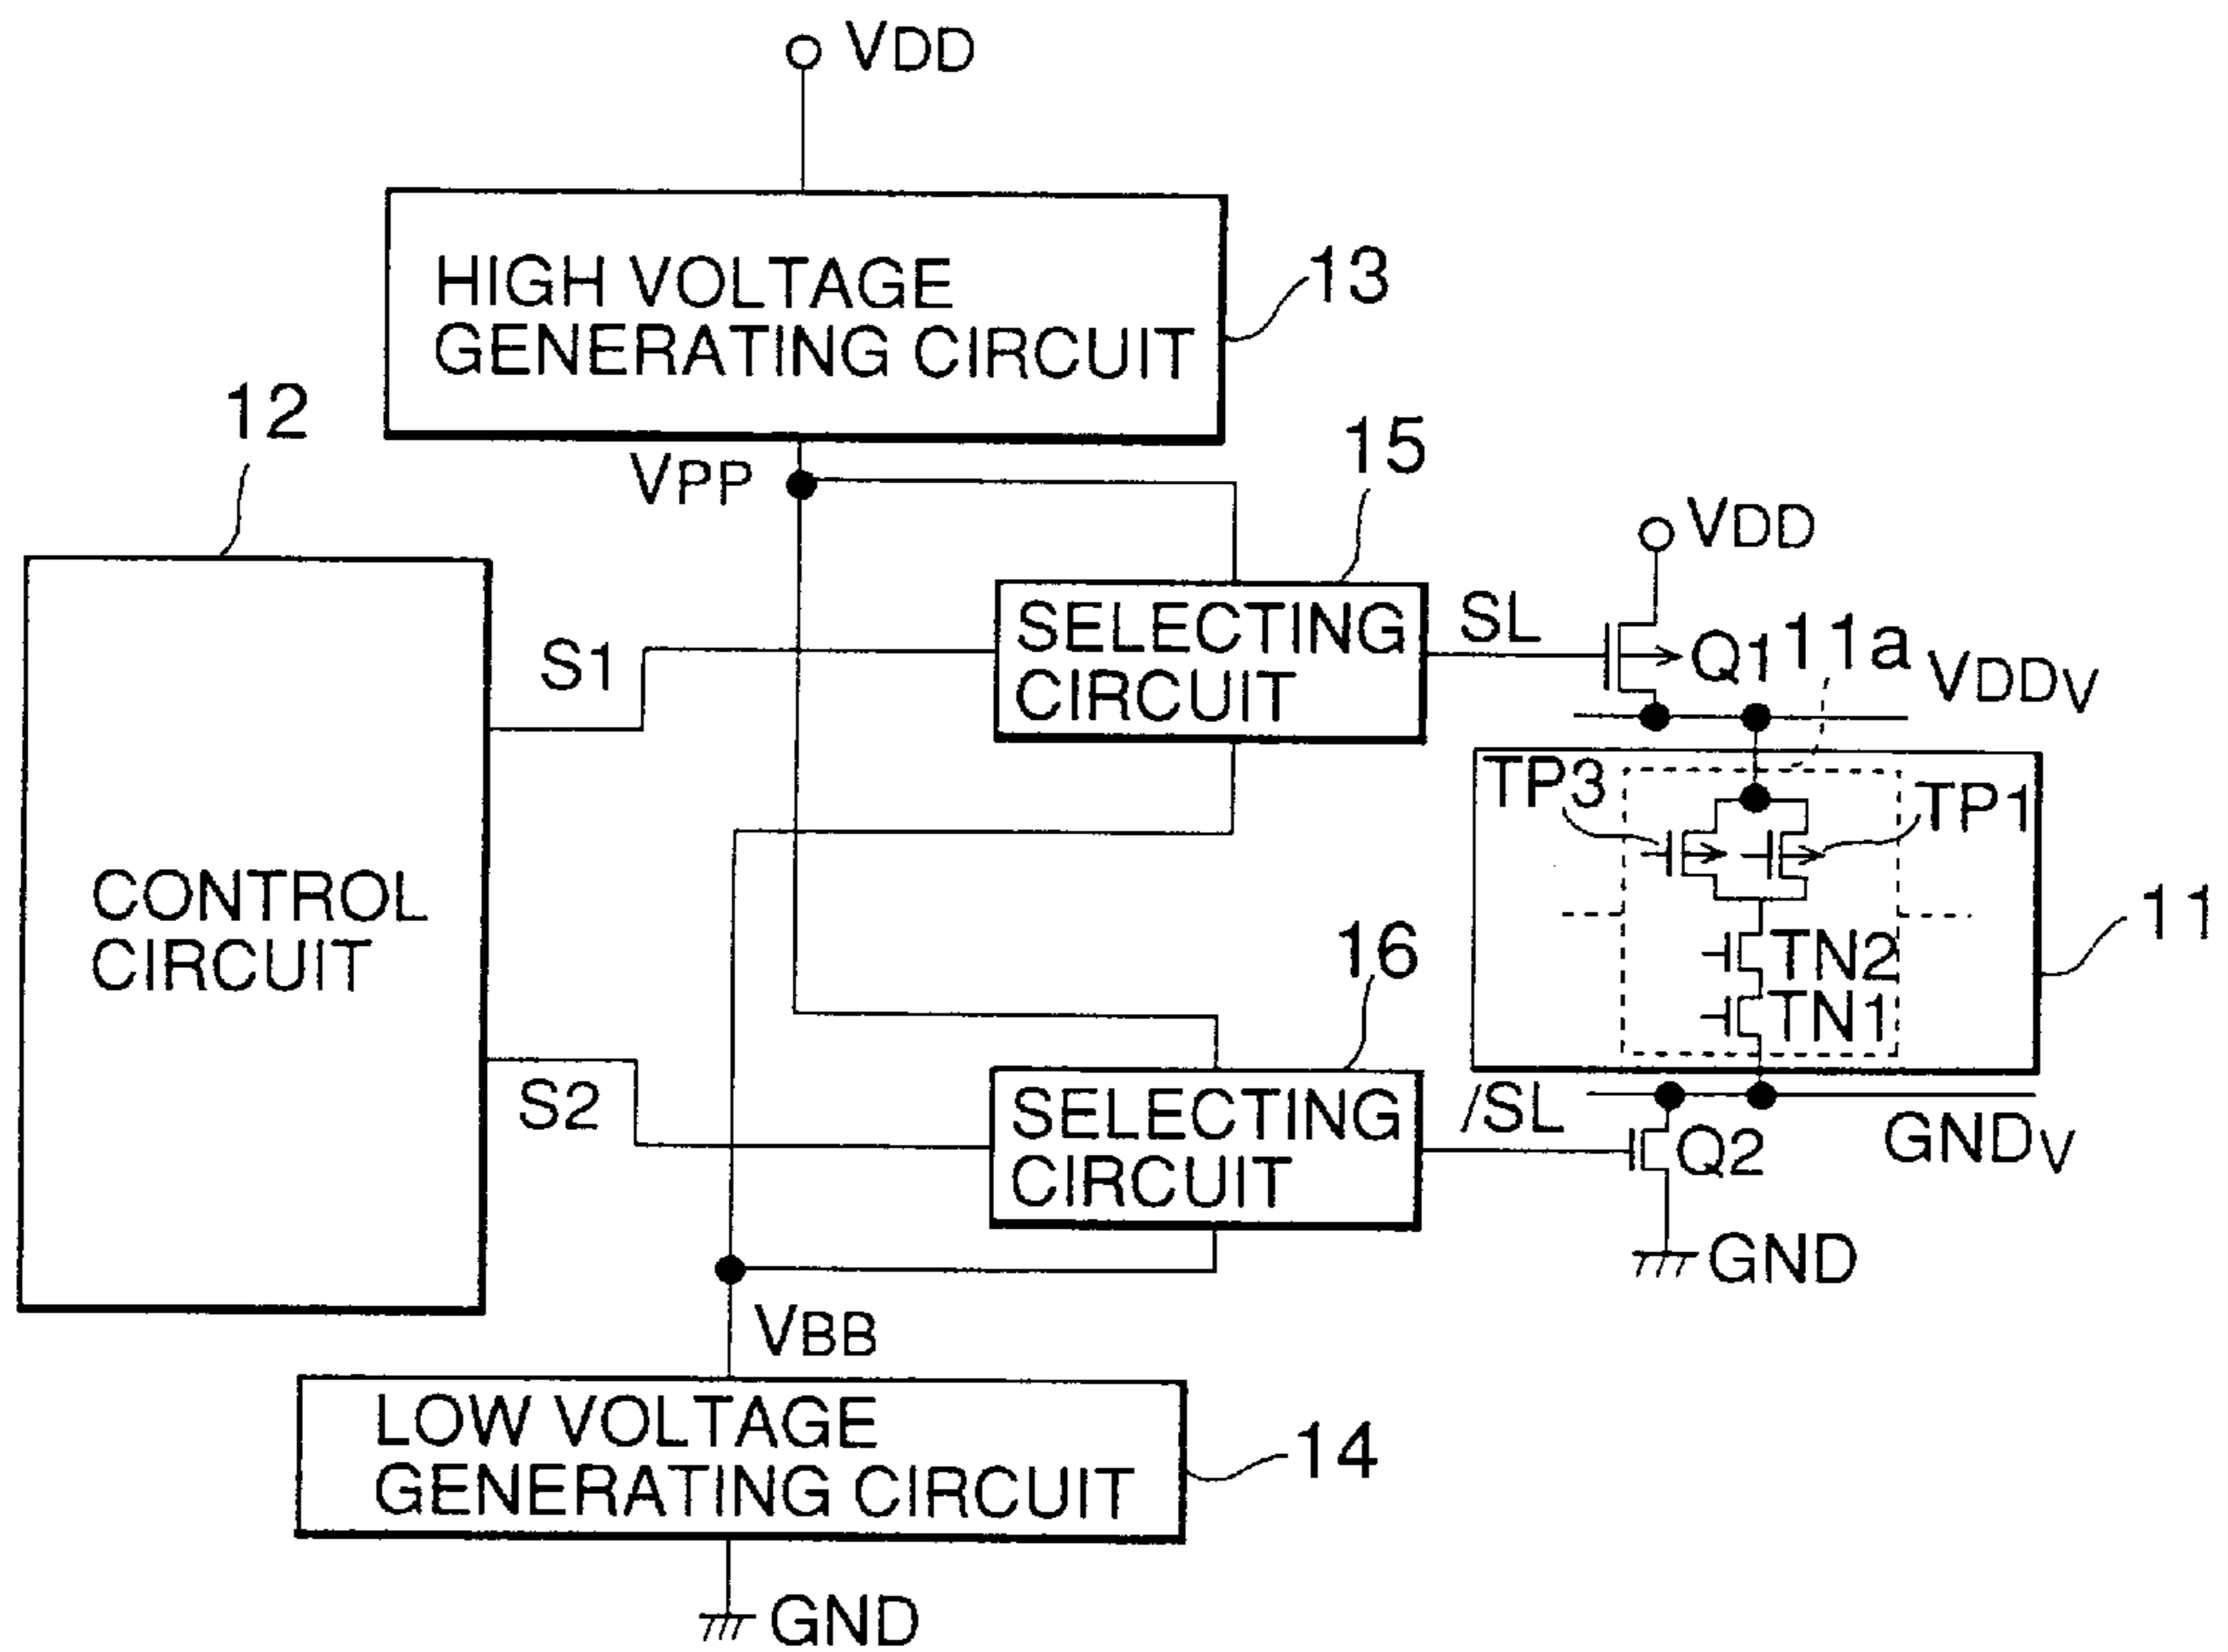 VDD
HIGH VOLTAGE
GENERATING CIRCUIT
13
12
VPP
15
VDD
S1
SELECTING
CIRCUIT
SL
Q1
11a
VDDV
TP3
TP1
CONTROL
CIRCUIT
11
TN2
TN1
16
S2
SELECTING
CIRCUIT
/SL
Q2
GNDV
GND
VBB
LOW VOLTAGE
GENERATING CIRCUIT
14
GND